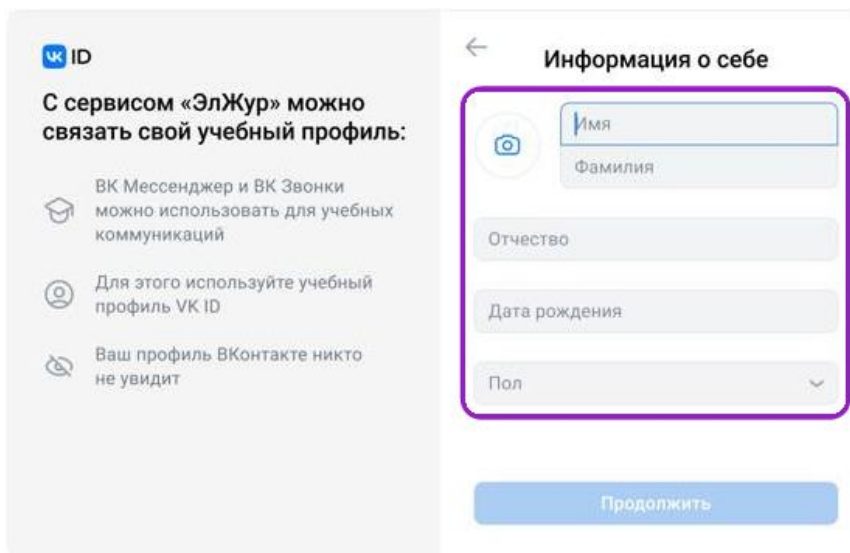 VK ID
С сервисом «ЭлЖур» можно
связать свой учебный профиль:
ВК Мессенджер и ВК Звонки
можно использовать для учебных
коммуникаций
Для этого используйте учебный
профиль VK ID
Ваш профиль ВКонтакте никто
не увидит
Информация о себе
Имя
Фамилия
Отчество
Дата рождения
Пол
Продолжить